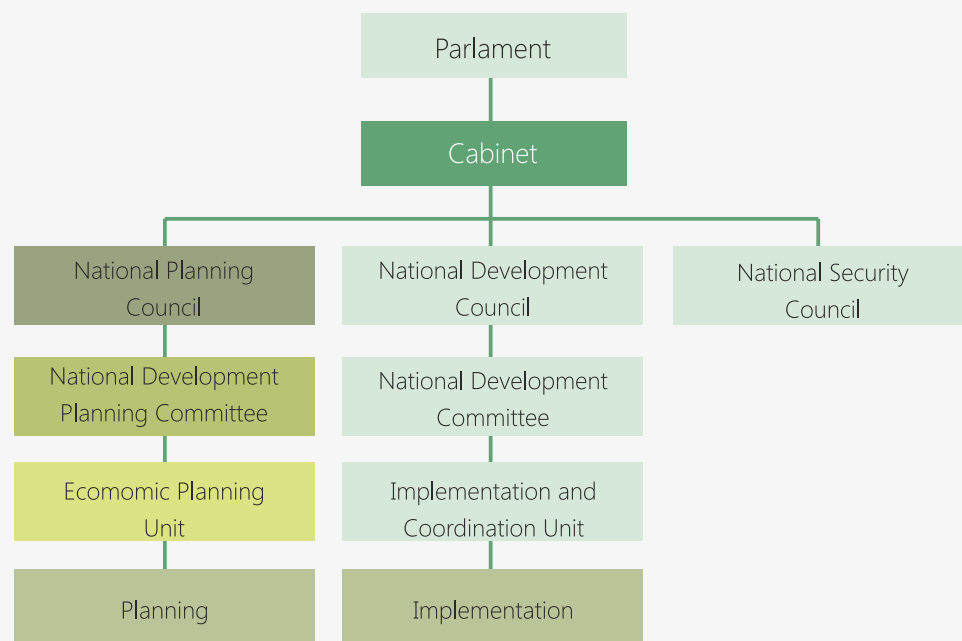 Parlament
Cabinet
National Planning
Council
National Development
Council
National Security
Council
National Development
Planning Committee
National Development
Committee
Ecomomic Planning
Unit
Implementation and
Coordination Unit
Planning
Implementation